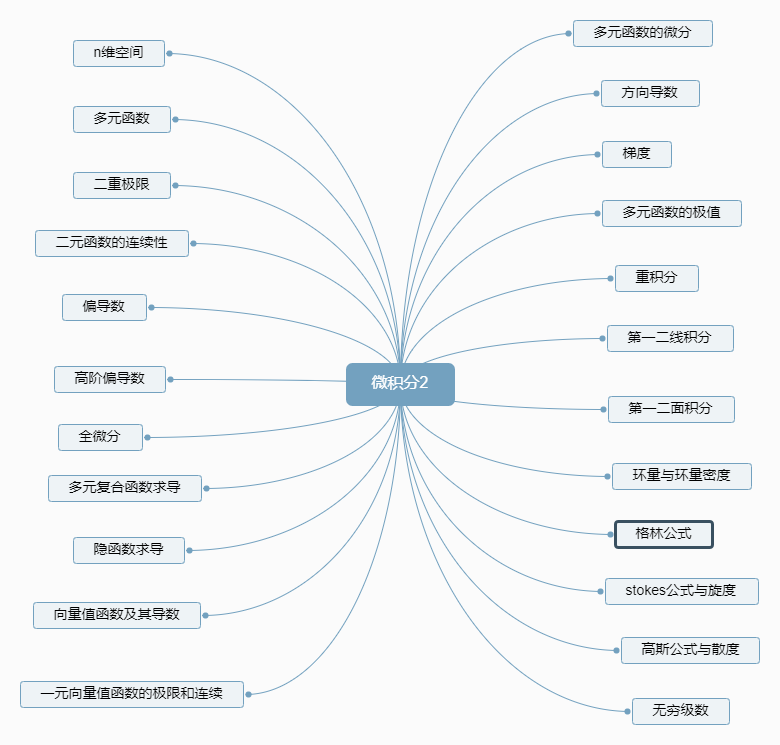 n维空间
多元函数
二重极限
二元函数的连续性
偏导数
高阶偏导数
全微分
多元复合函数求导
隐函数求导
向量值函数及其导数
一元向量值函数的极限和连续
微积分2
多元函数的微分
方向导数
梯度
多元函数的极值
重积分
第一二线积分
第一二面积分
环量与环量密度
格林公式
stokes公式与旋度
高斯公式与散度
无穷级数